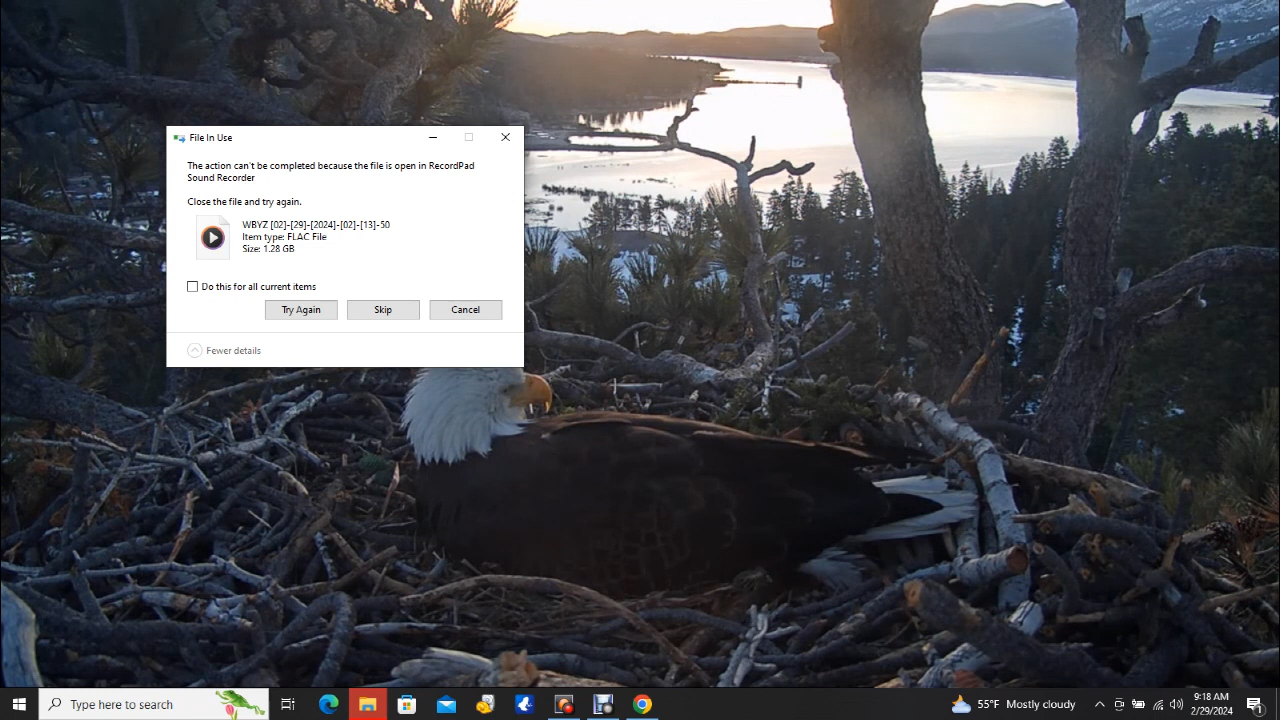 File In Use
The action can't be completed because the file is open in RecordPad
Sound Recorder
Close the file and try again.
WBYZ [02]-[29]-[2024]-[02]-[13]-50
Item type: FLAC File
Size: 1.28 GB
Do this for all current items
Try Again Skip Cancel
Fewer details
Type here to search
55°F Mostly cloudy
9:18 AM
2/29/2024